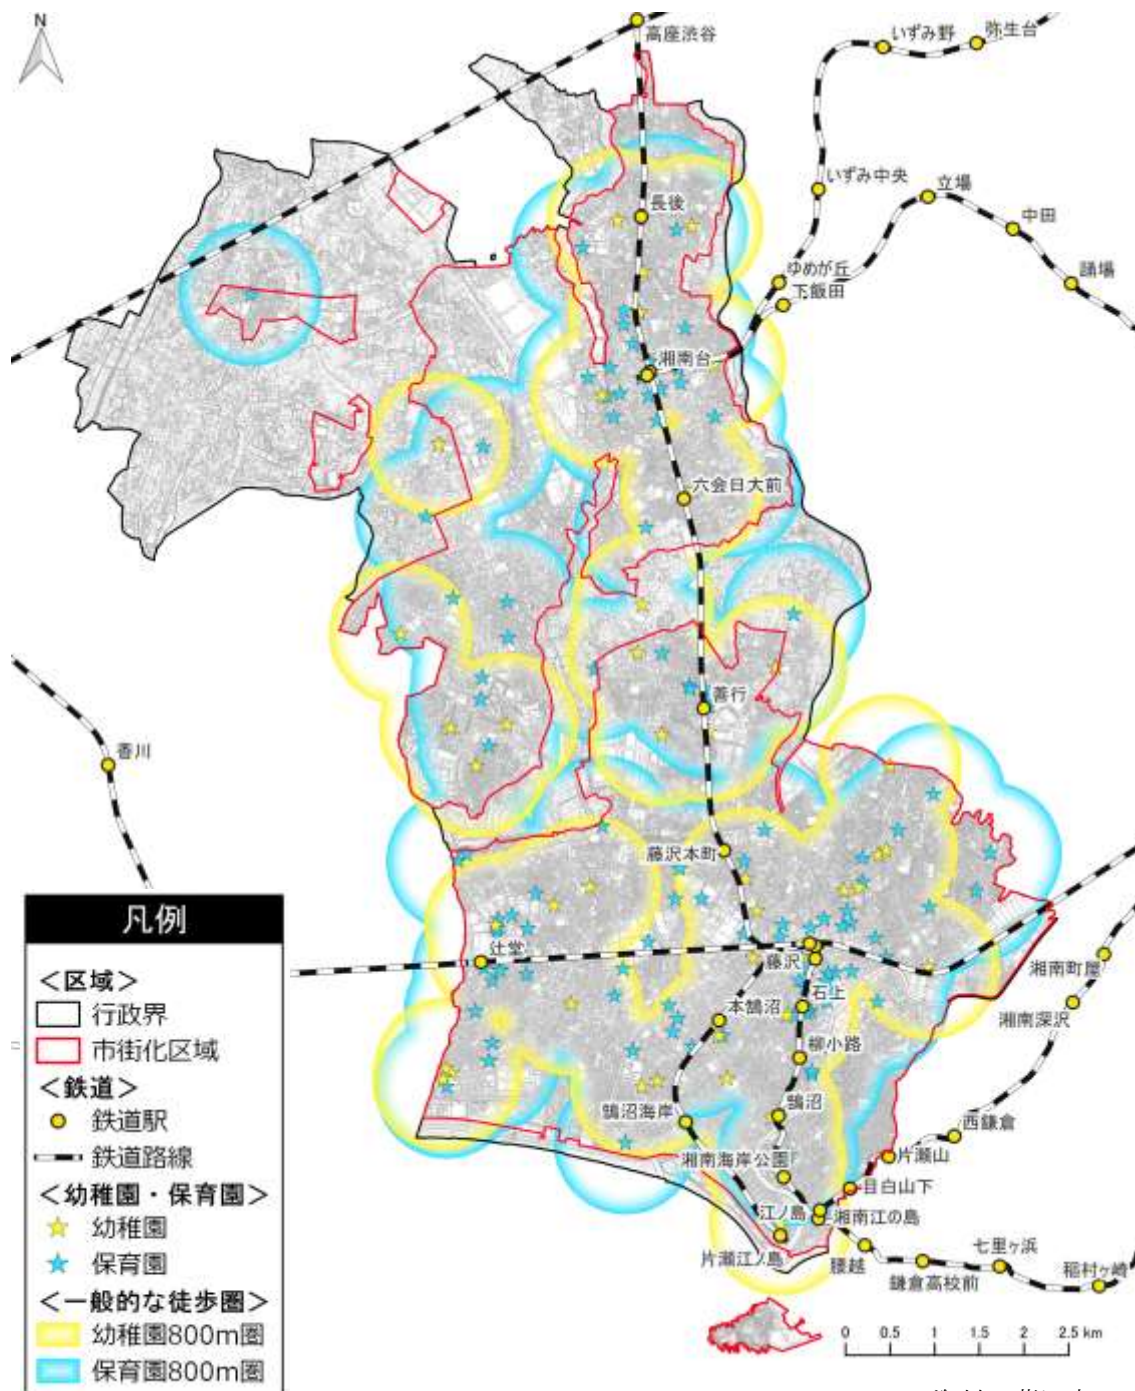 N
高座渋谷
いずみ野
弥生台
いずみ中央
立場
中田
踊場
長後
ゆめが丘
下飯田
湘南台
六会日大前
善行
香川
藤沢本町
辻堂
藤沢
石上
本鵠沼
柳小路
湘南町屋
湘南深沢
鵠沼海岸
鵠沼
西鎌倉
湘南海岸公園
片瀬山
目白山下
江ノ島
湘南江の島
片瀬江ノ島
腰越
鎌倉高校前
七里ヶ浜
稲村ヶ崎
凡例
＜区域＞
行政界
市街化区域
＜鉄道＞
鉄道駅
鉄道路線
＜幼稚園・保育園＞
幼稚園
保育園
＜一般的な徒歩圏＞
幼稚園800m圏
保育園800m圏
0 0.5 1 1.5 2 2.5 km